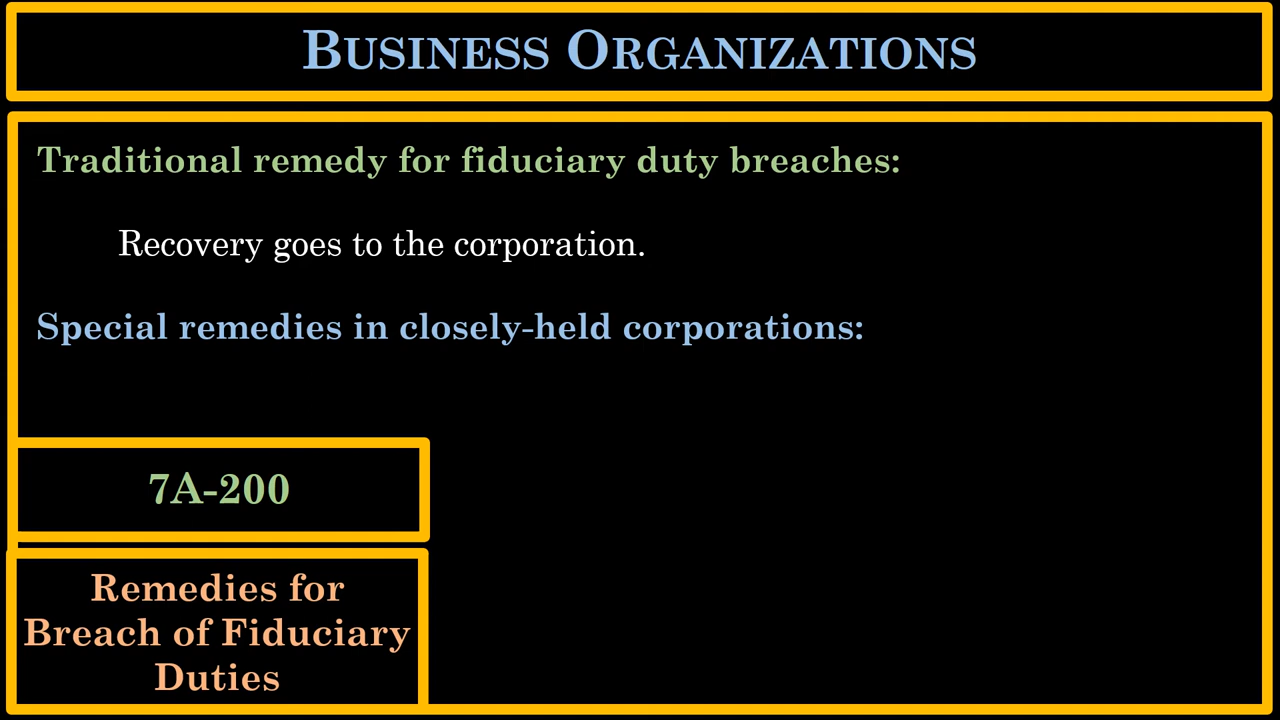 BUSINESS ORGANIZATIONS
Traditional remedy for fiduciary duty breaches:
Recovery goes to the corporation.
Special remedies in closely-held corporations:
7A-200
Remedies for
Breach of Fiduciary
Duties